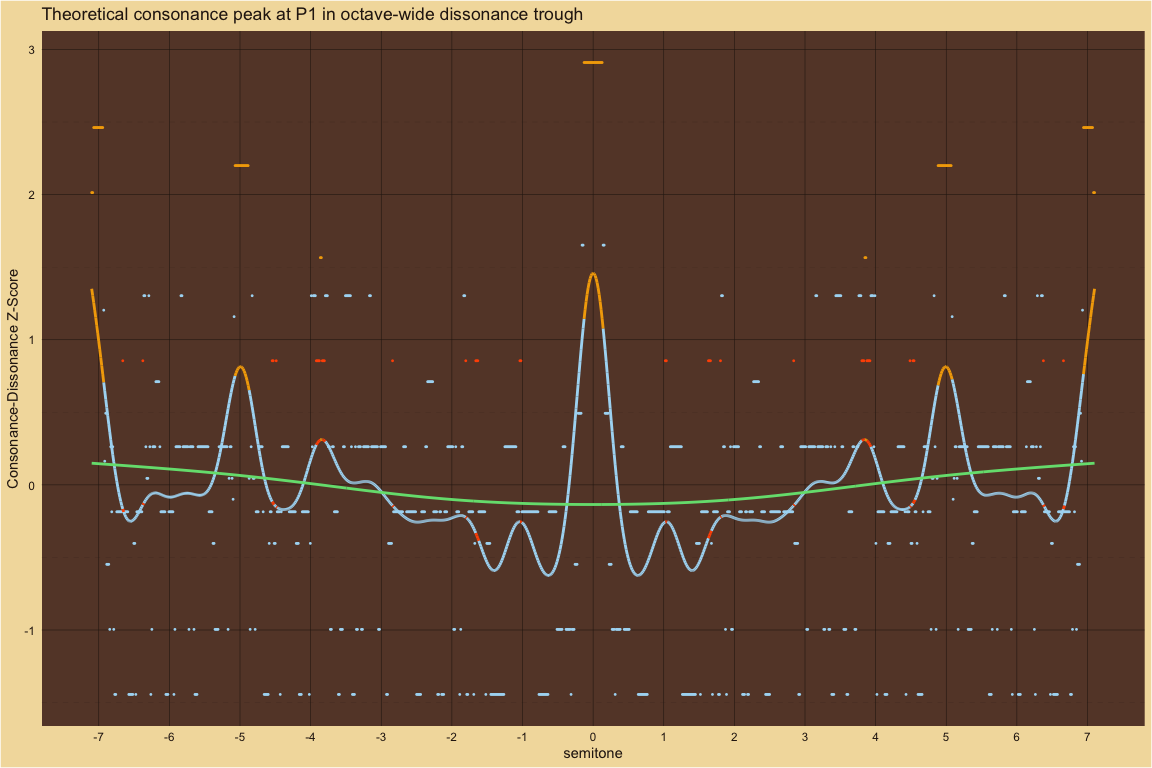 Theoretical consonance peak at P1 in octave-wide dissonance trough
Consonance-Dissonance Z-Score
3
2
1
0
-1
-7 -6 -5 -4 -3 -2 -1 0 1 2 3 4 5 6 7
semitone